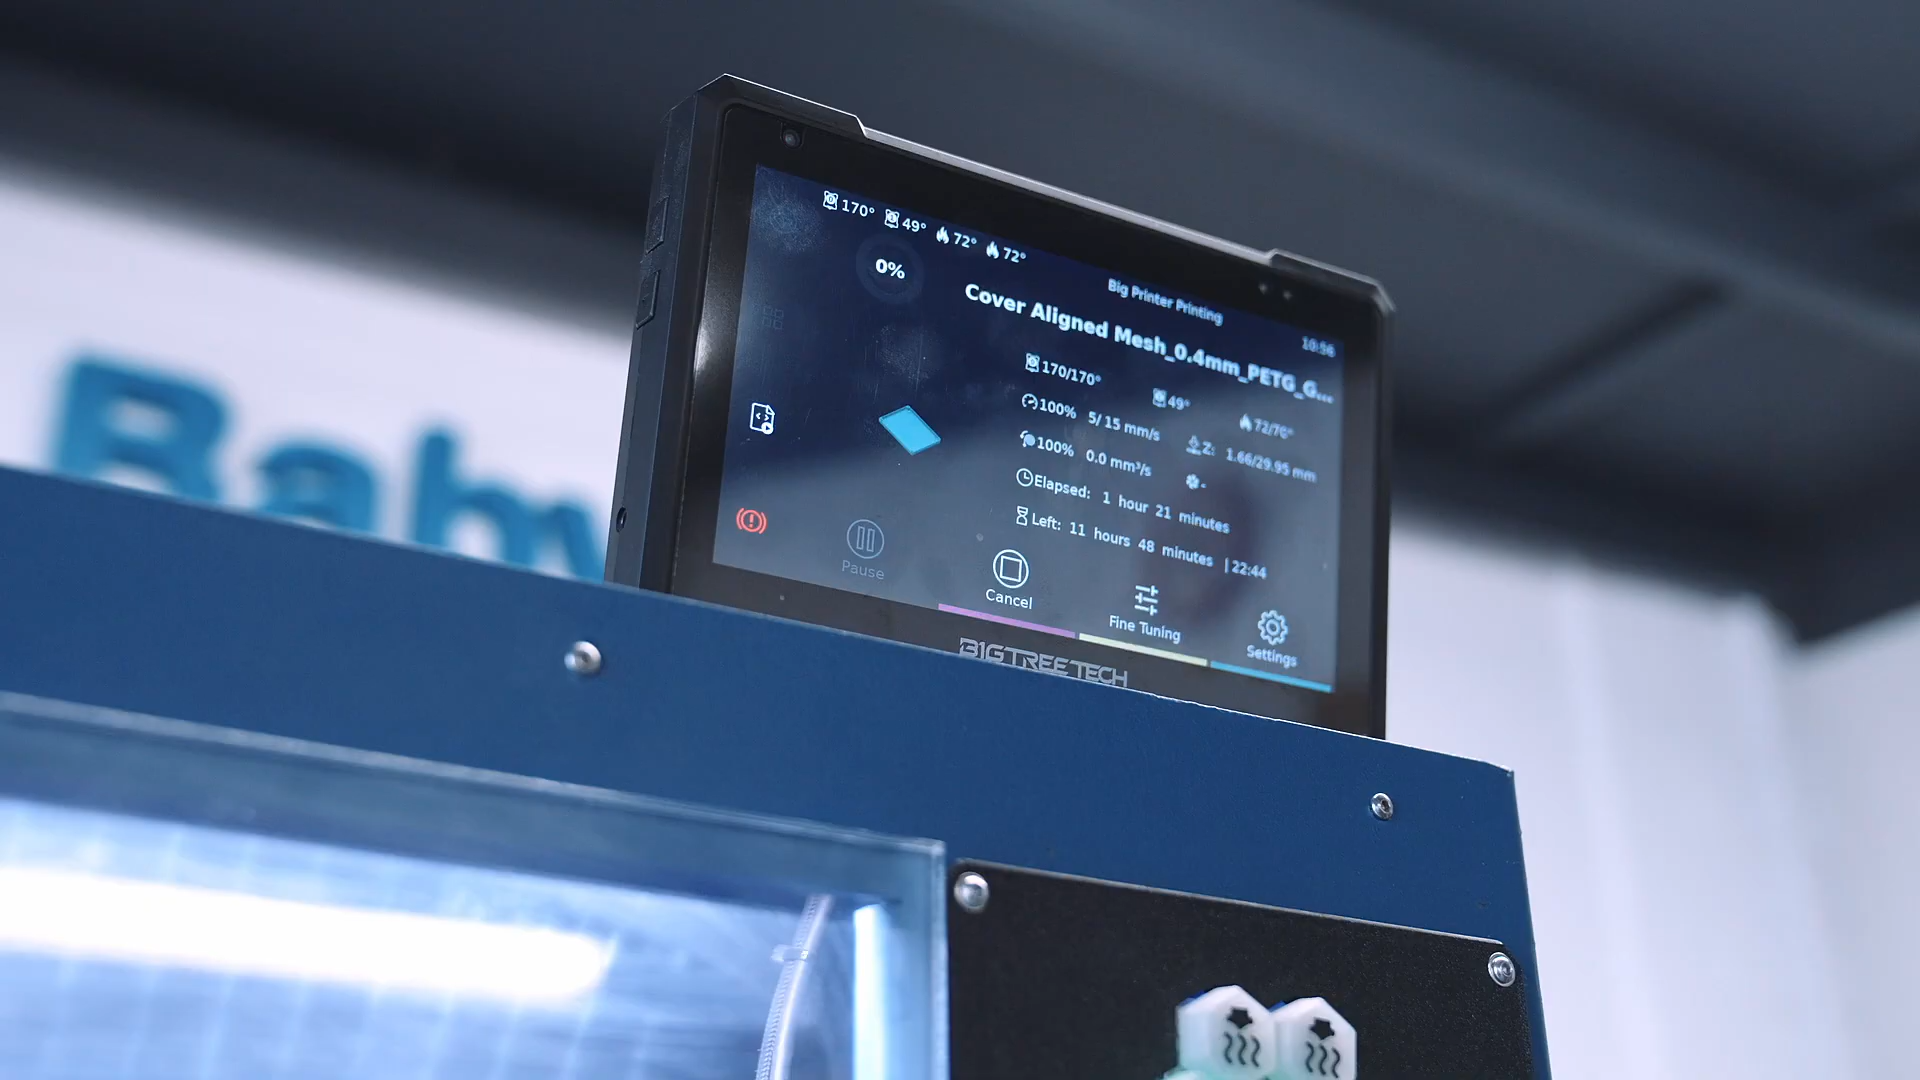 170° 49° 72° 72°
Big Printer Printing
10:56
0%
Cover Aligned Mesh_0.4mm_PETG_G...
170/170° 49° 72/70°
100% 5/ 15 mm/s Z: 1.66/29.95 mm
100% 0.0 mm³/s -
Elapsed: 1 hour 21 minutes
Left: 11 hours 48 minutes | 22:44
Pause
Cancel
Fine Tuning
Settings
BIGTREETECH